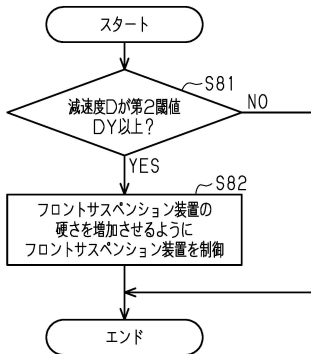 スタート
S81
減速度Dが第2閾値
DY以上？
NO
YES
S82
フロントサスペンション装置の
硬さを増加させるように
フロントサスペンション装置を制御
エンド